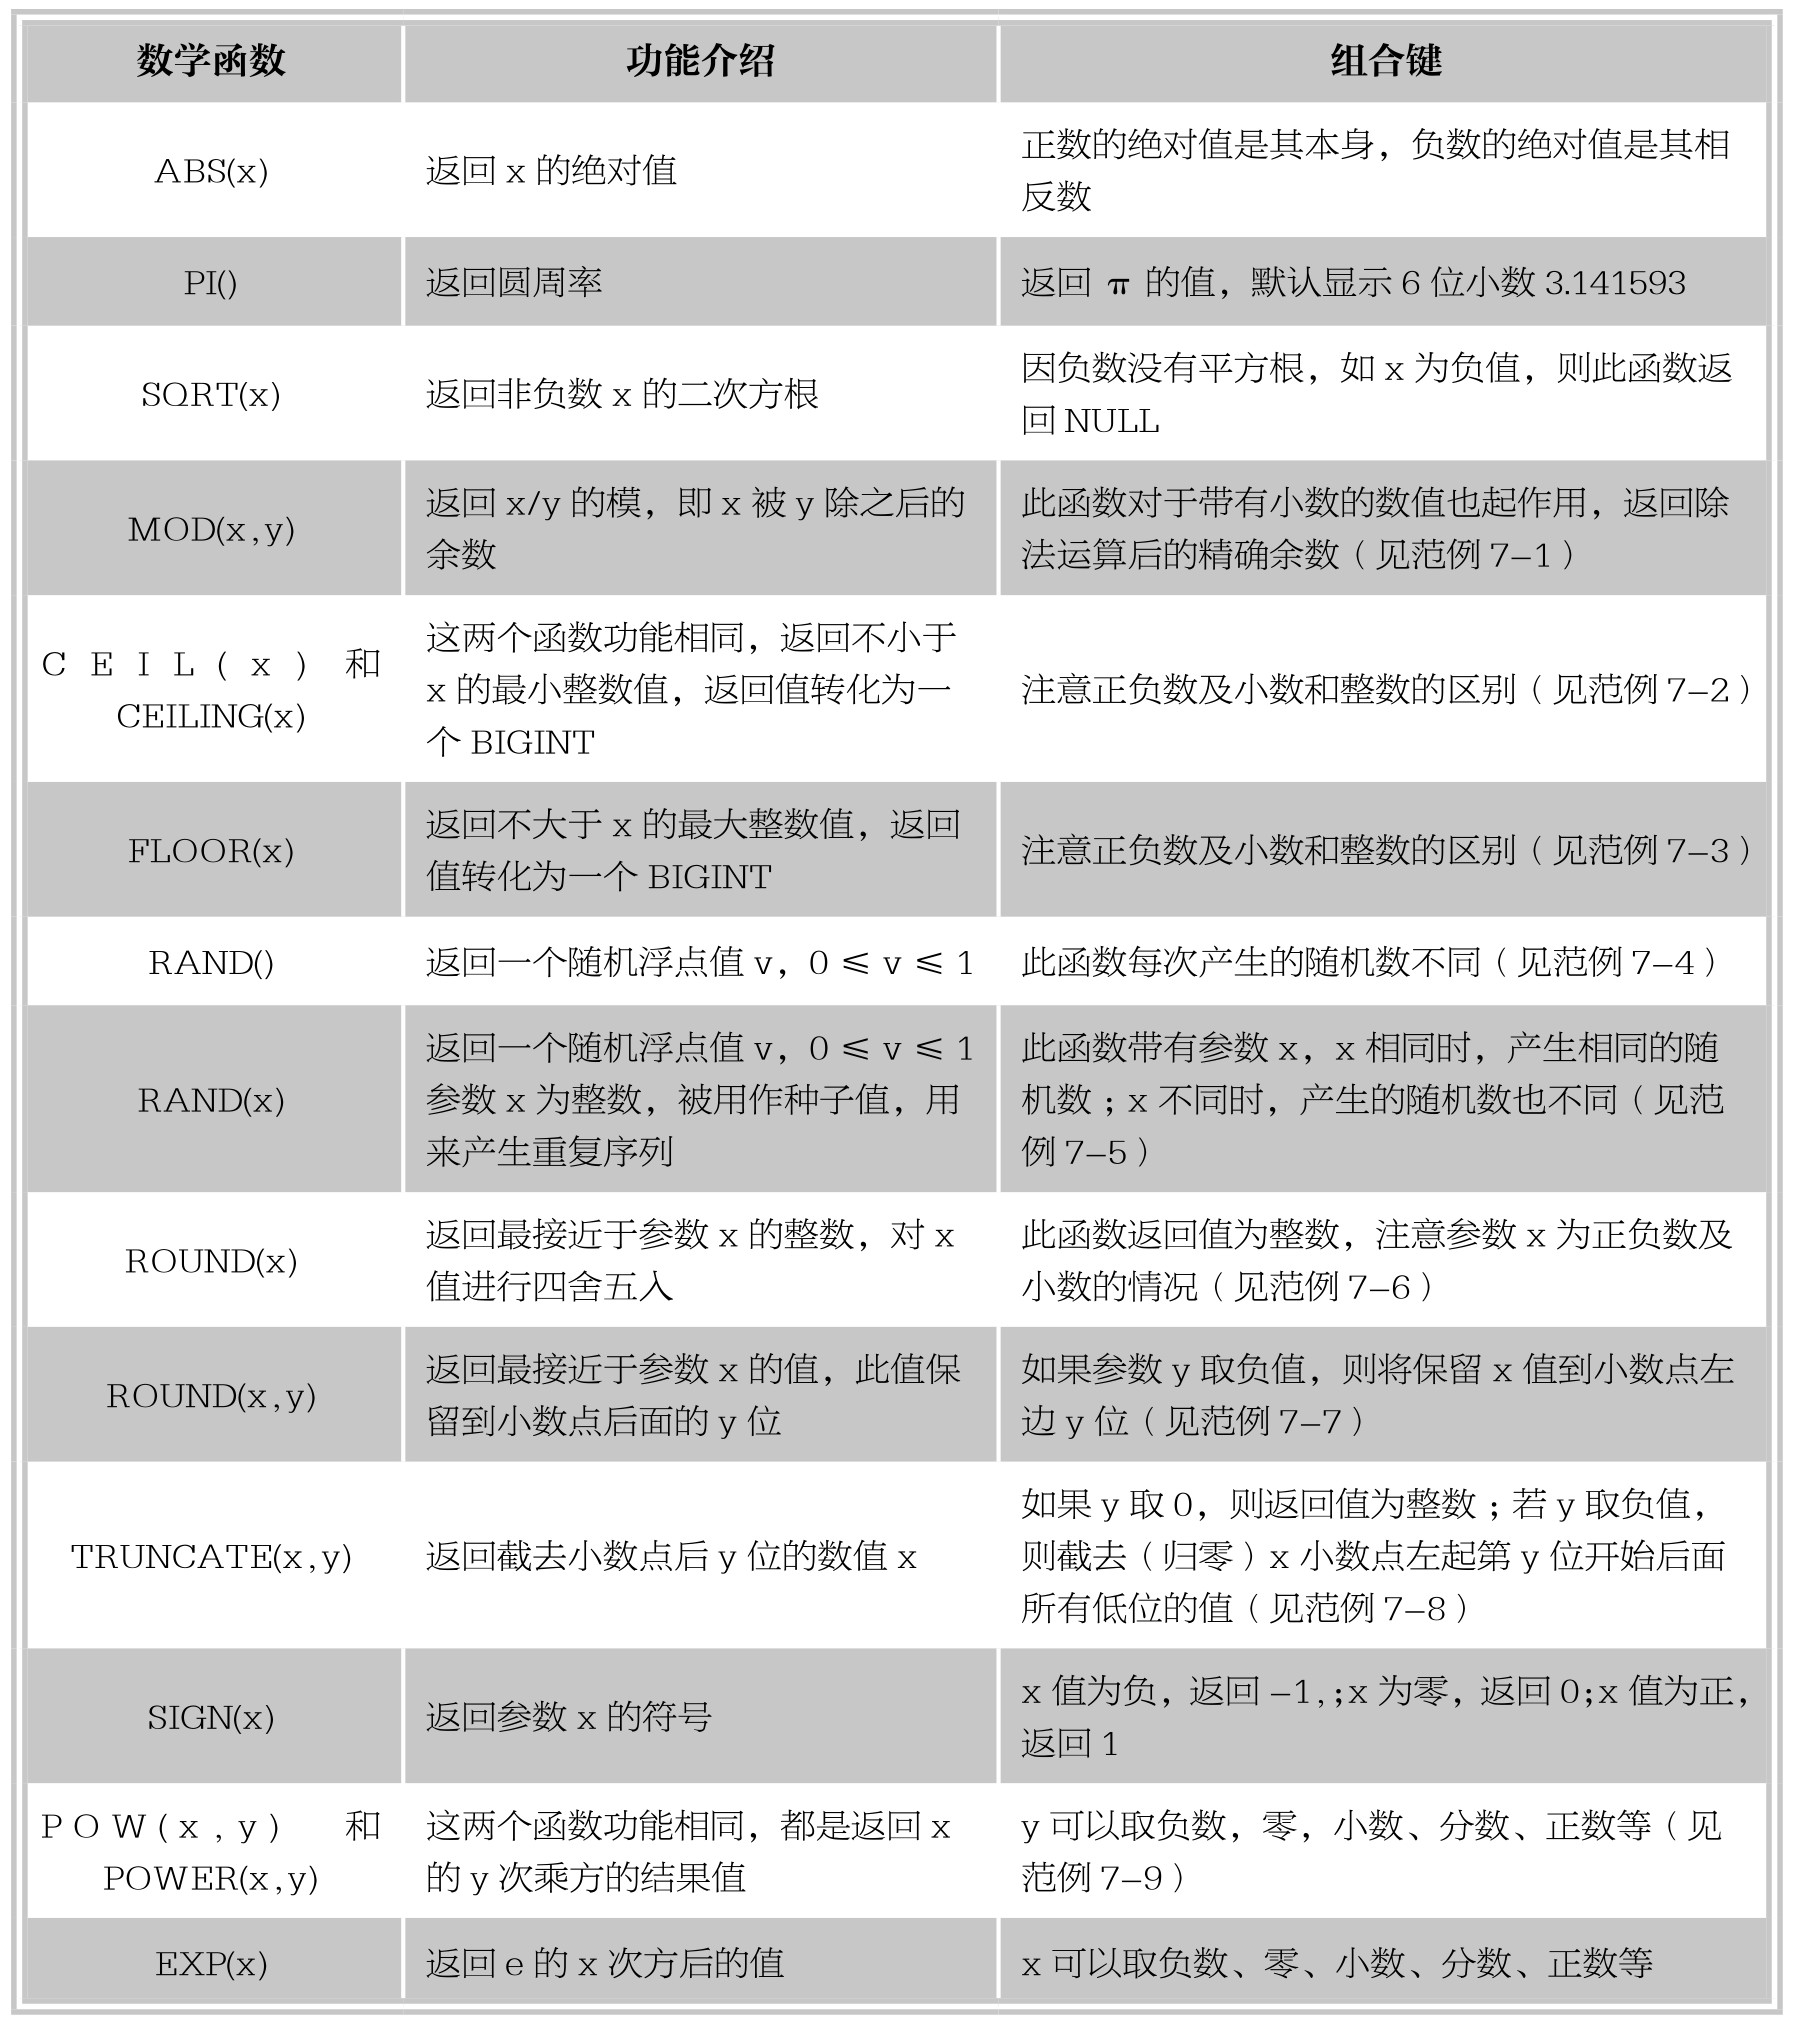 数学函数 功能介绍 组合键
ABS(x)
返回 x 的绝对值
正数的绝对值是其本身，负数的绝对值是其相
反数
PI()
返回圆周率
返回 π 的值，默认显示 6 位小数 3.141593
SQRT(x)
返回非负数 x 的二次方根
因负数没有平方根，如 x 为负值，则此函数返
回 NULL
MOD(x,y)
返回 x/y 的模，即 x 被 y 除之后的
余数
此函数对于带有小数的数值也起作用，返回除
法运算后的精确余数（见范例 7–1）
CEIL(x) 和
CEILING(x)
这两个函数功能相同，返回不小于
x 的最小整数值，返回值转化为一
个 BIGINT
注意正负数及小数和整数的区别（见范例 7–2）
FLOOR(x)
返回不大于 x 的最大整数值，返回
值转化为一个 BIGINT
注意正负数及小数和整数的区别（见范例 7–3）
RAND()
返回一个随机浮点值 v，0 ⩽ v ⩽ 1
此函数每次产生的随机数不同（见范例 7–4）
RAND(x)
返回一个随机浮点值 v，0 ⩽ v ⩽ 1
参数 x 为整数，被用作种子值，用
来产生重复序列
此函数带有参数 x，x 相同时，产生相同的随
机数；x 不同时，产生的随机数也不同（见范
例 7–5）
ROUND(x)
返回最接近于参数 x 的整数，对 x
值进行四舍五入
此函数返回值为整数，注意参数 x 为正负数及
小数的情况（见范例 7–6）
ROUND(x,y)
返回最接近于参数 x 的值，此值保
留到小数点后面的 y 位
如果参数 y 取负值，则将保留 x 值到小数点左
边 y 位（见范例 7–7）
TRUNCATE(x,y)
返回截去小数点后 y 位的数值 x
如果 y 取 0，则返回值为整数；若 y 取负值，
则截去（归零）x 小数点左起第 y 位开始后面
所有低位的值（见范例 7–8）
SIGN(x)
返回参数 x 的符号
x 值为负，返回 –1,;x 为零，返回 0;x 值为正，
返回 1
POW(x,y) 和
POWER(x,y)
这两个函数功能相同，都是返回 x
的 y 次乘方的结果值
y 可以取负数，零，小数、分数、正数等（见
范例 7–9）
EXP(x)
返回 e 的 x 次方后的值
x 可以取负数、零、小数、分数、正数等